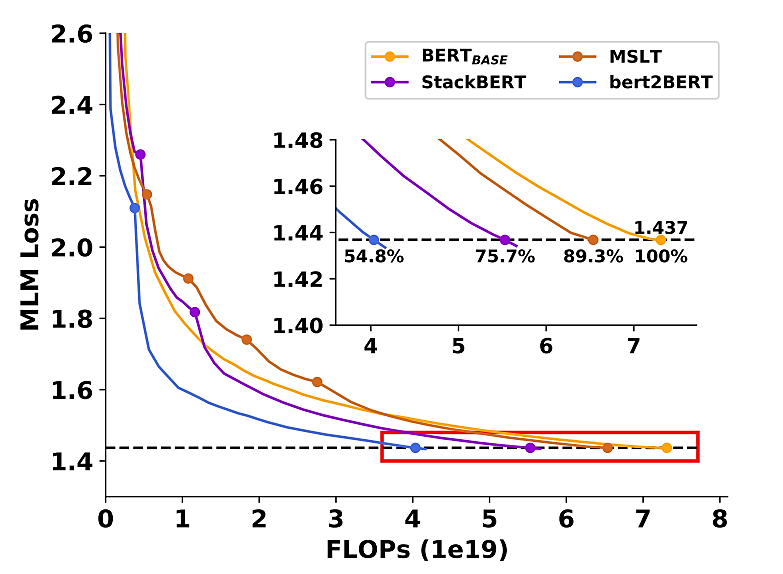 2.6
2.4
2.2
2.0
1.8
1.6
1.4
MLM Loss
0 1 2 3 4 5 6 7 8
FLOPs (1e19)
BERT_BASE MSLT
StackBERT bert2BERT
1.48
1.46
1.44
1.42
1.40
1.437
54.8% 75.7% 89.3% 100%
4 5 6 7